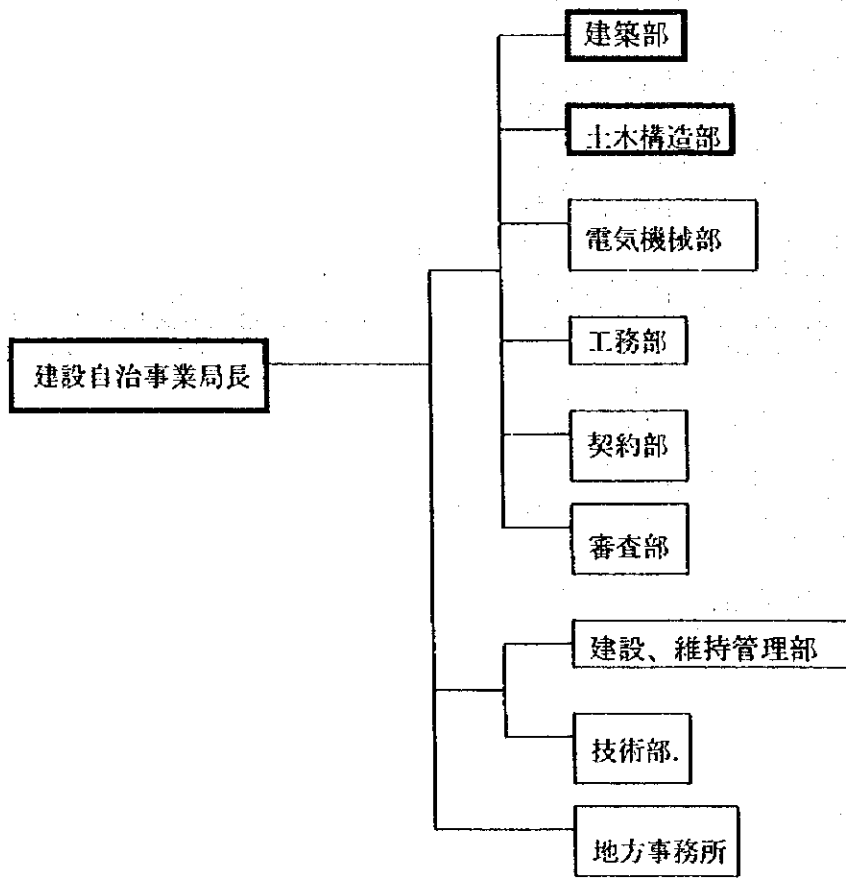 建築部
土木構造部
電気機械部
建設自治事業局長
工務部
契約部
審査部
建設、維持管理部
技術部.
地方事務所